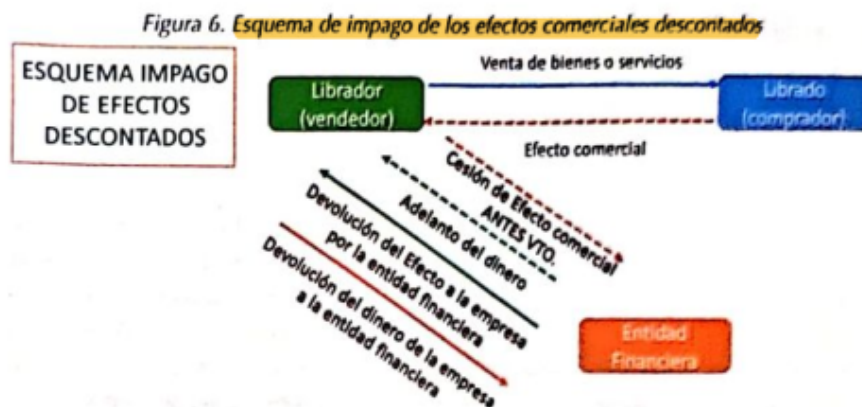 Figura 6. Esquema de impago de los efectos comerciales descontados
ESQUEMA IMPAGO
DE EFECTOS
DESCONTADOS
Librador
(vendedor)
Venta de bienes o servicios
Librado
(comprador)
Efecto comercial
Cesión de Efecto comercial
ANTES VTO.
Adelanto del dinero
Devolución del Efecto a la empresa
por la entidad financiera
Devolución del dinero de la empresa
a la entidad financiera
Entidad
Financiera